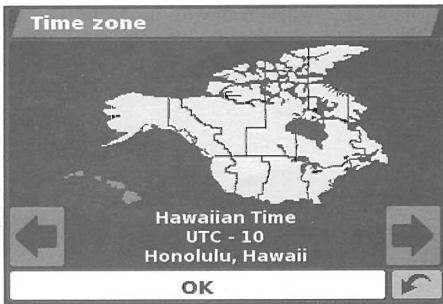 Time zone
Hawaiian Time
UTC - 10
Honolulu, Hawaii
OK